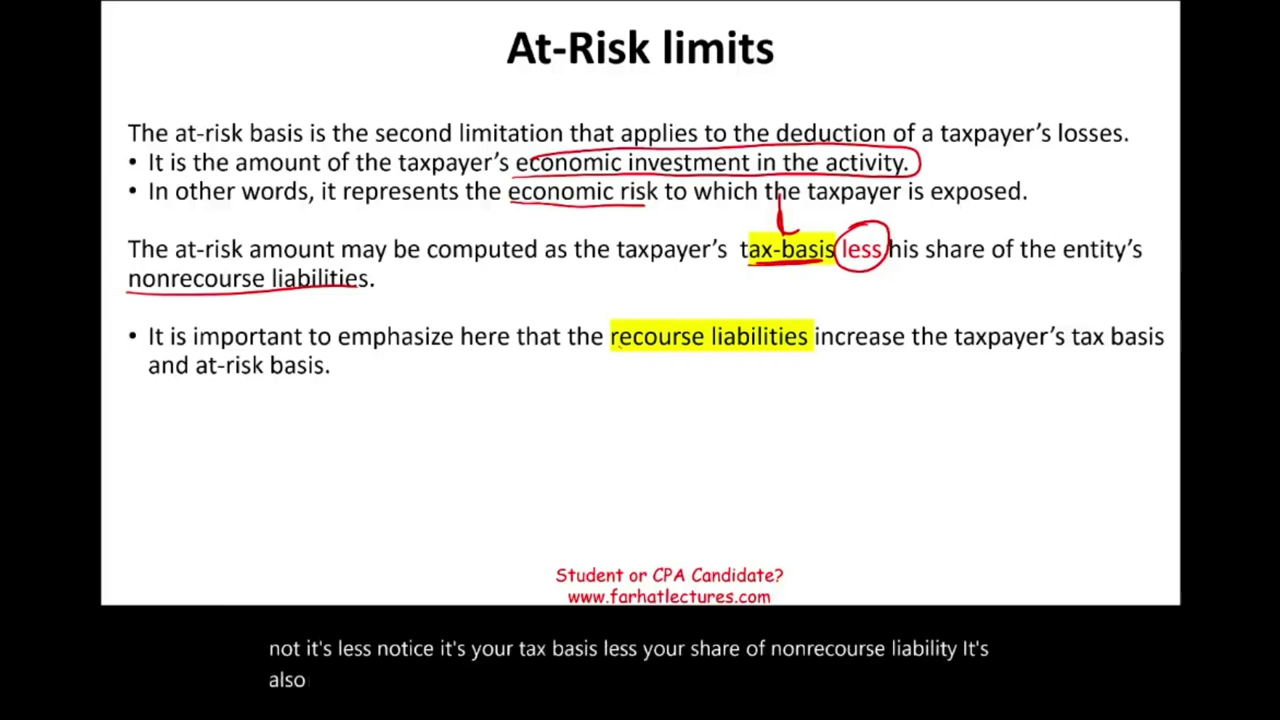 At-Risk limits
The at-risk basis is the second limitation that applies to the deduction of a taxpayer's losses.
• It is the amount of the taxpayer's economic investment in the activity.
• In other words, it represents the economic risk to which the taxpayer is exposed.
The at-risk amount may be computed as the taxpayer's tax-basis less his share of the entity's
nonrecourse liabilities.
• It is important to emphasize here that the recourse liabilities increase the taxpayer's tax basis
and at-risk basis.
Student or CPA Candidate?
www.farhatlectures.com
not it's less notice it's your tax basis less your share of nonrecourse liability It's
also